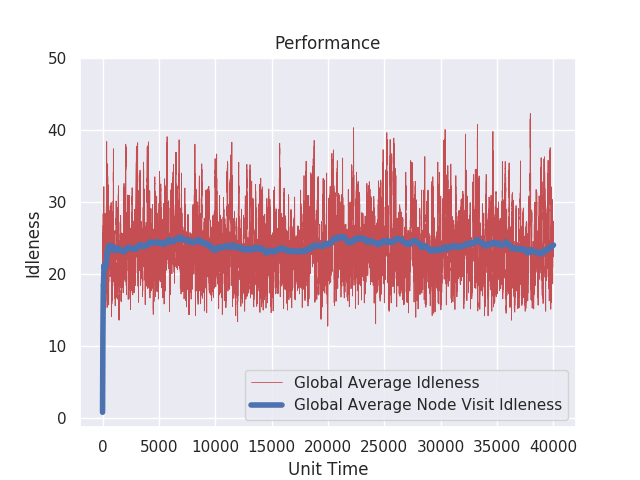 Performance
50
40
30
20
10
0
Idleness
Global Average Idleness
Global Average Node Visit Idleness
0 5000 10000 15000 20000 25000 30000 35000 40000
Unit Time